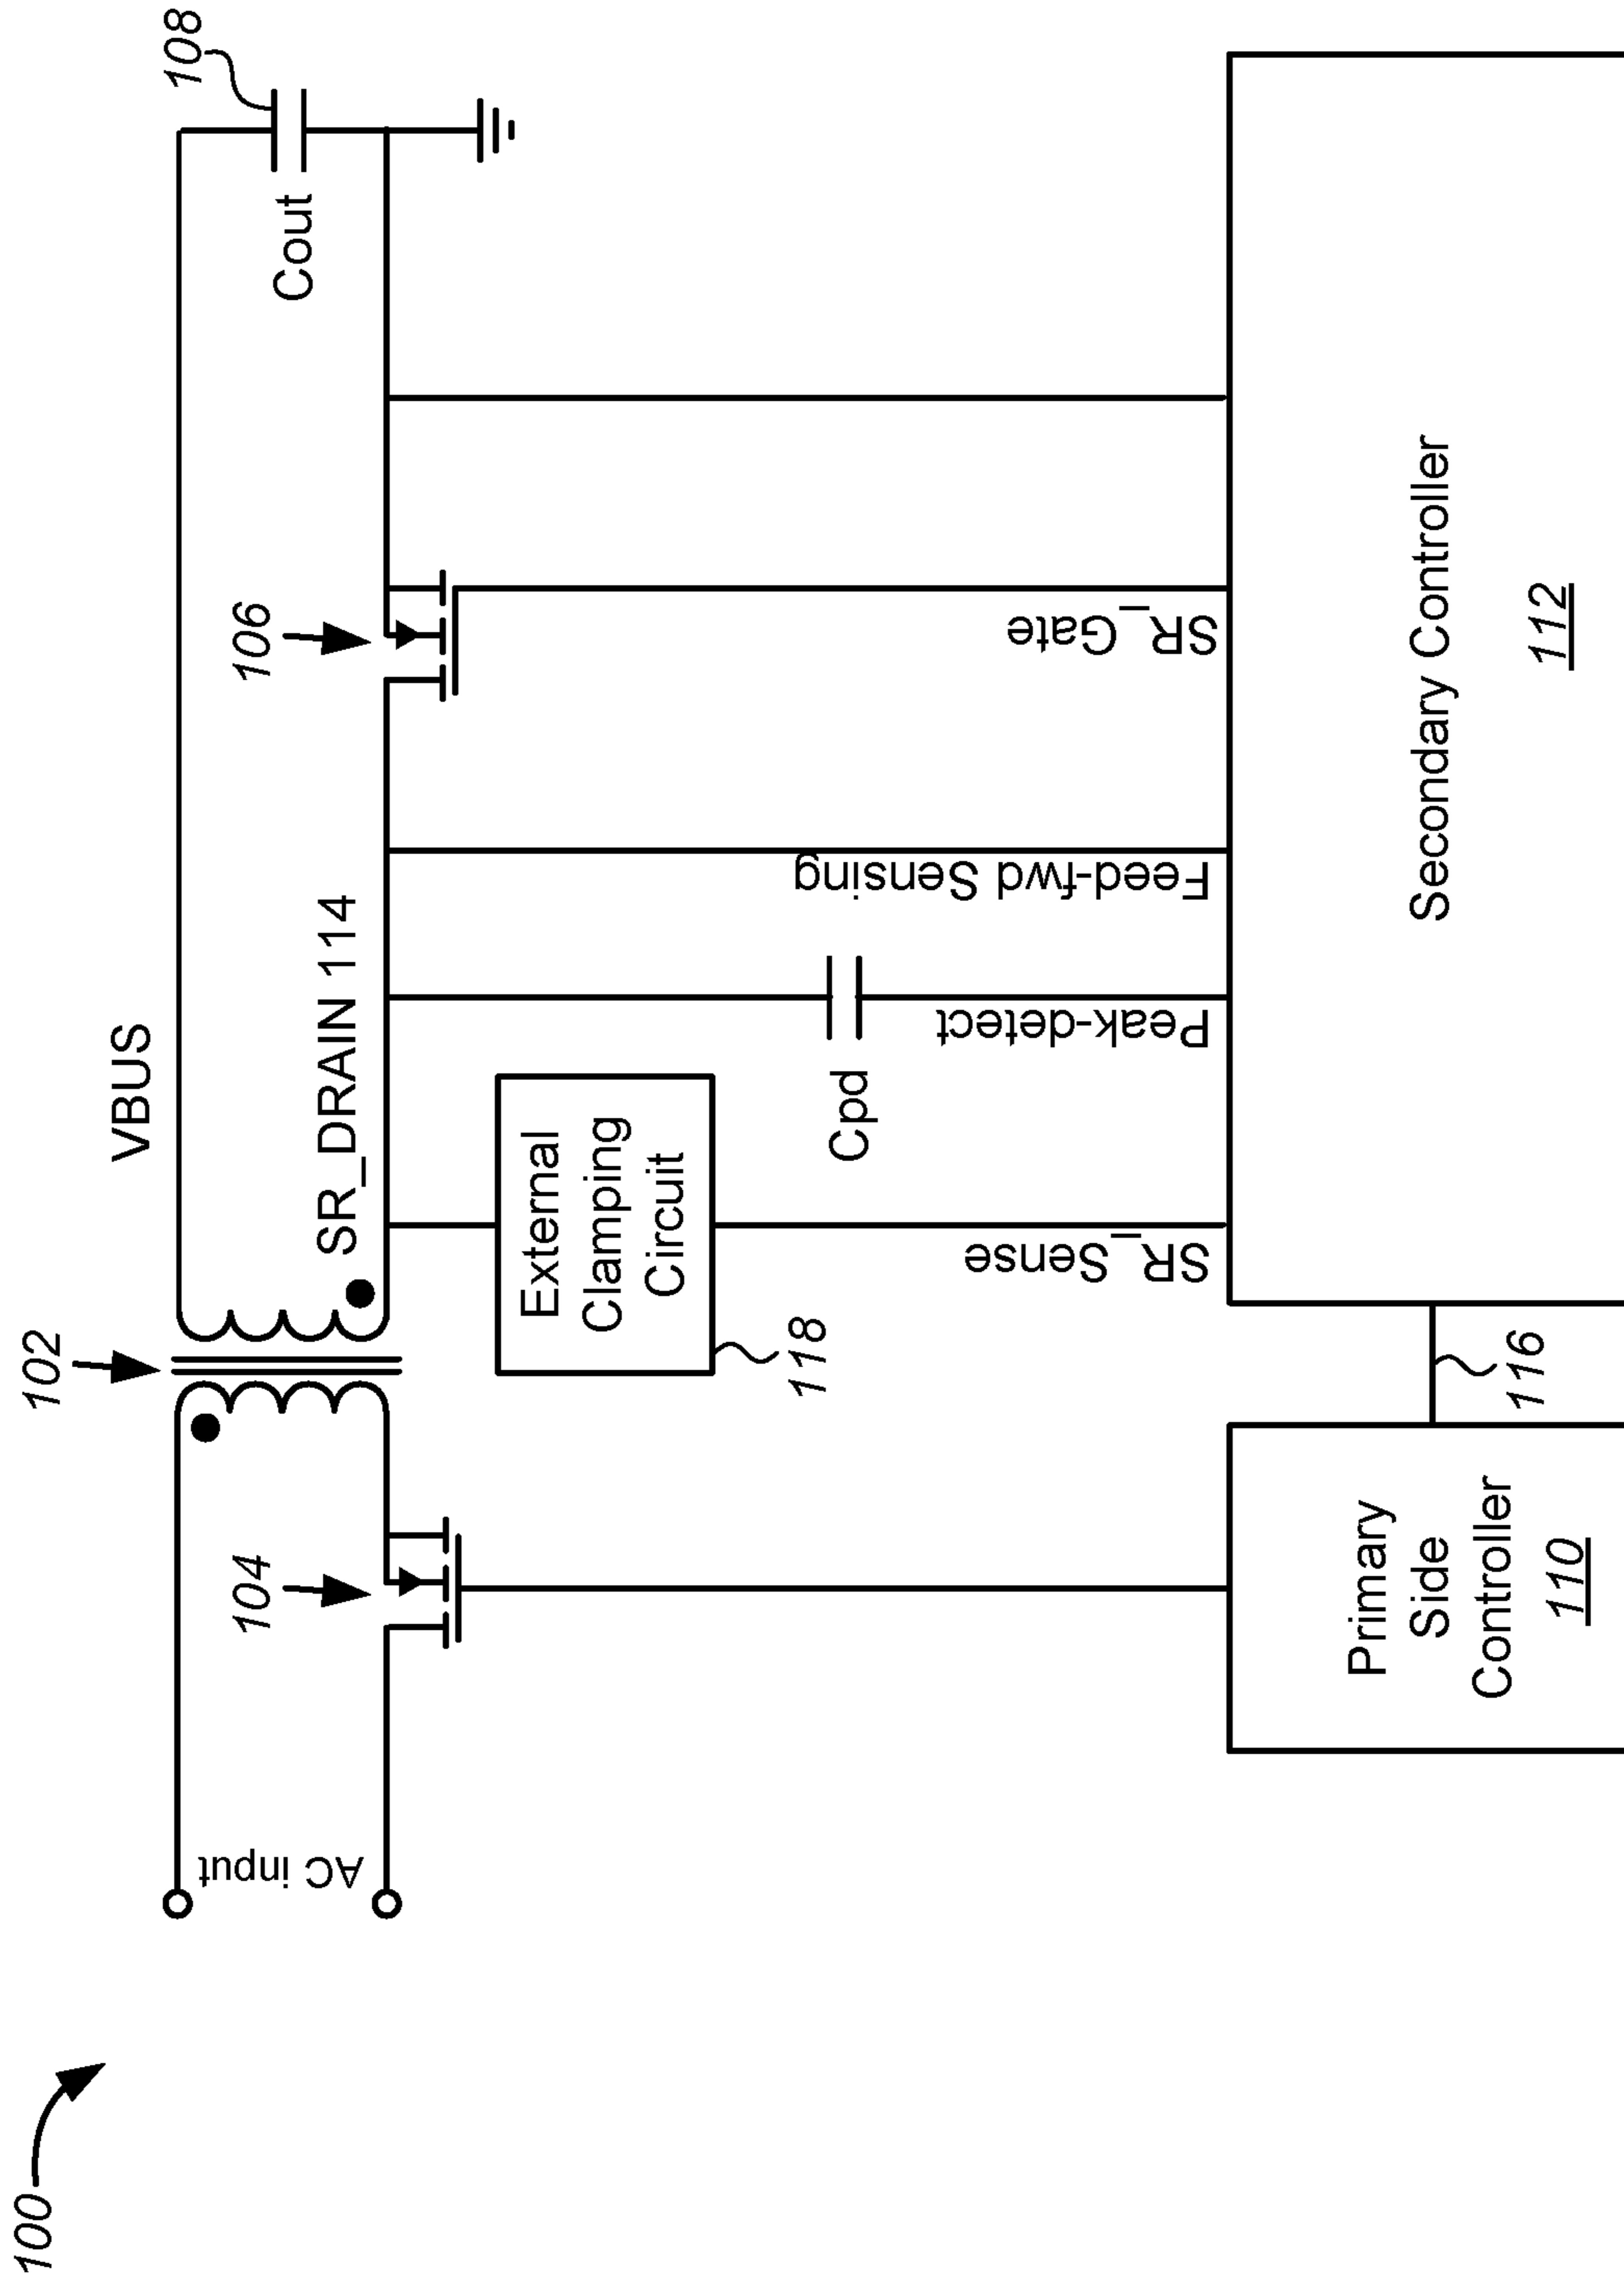 100
102
VBUS
108
Cout
SR_DRAIN 114
104
106
AC input
External
Clamping
Circuit
118
Cpd
SR_Sense
Peak-detect
Feed-fwd Sensing
SR_Gate
Primary
Side
Controller
110
116
Secondary Controller
112